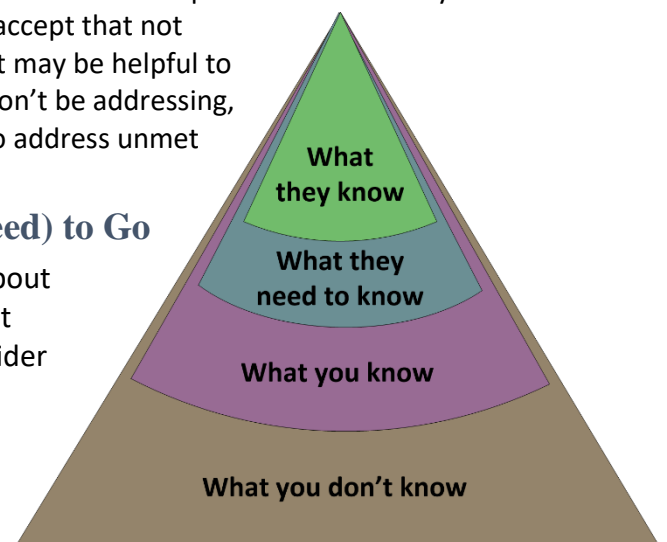 accept that not
t may be helpful to
on't be addressing,
o address unmet
eed) to Go
bout
t
ider
What
they know
What they
need to know
What you know
What you don't know